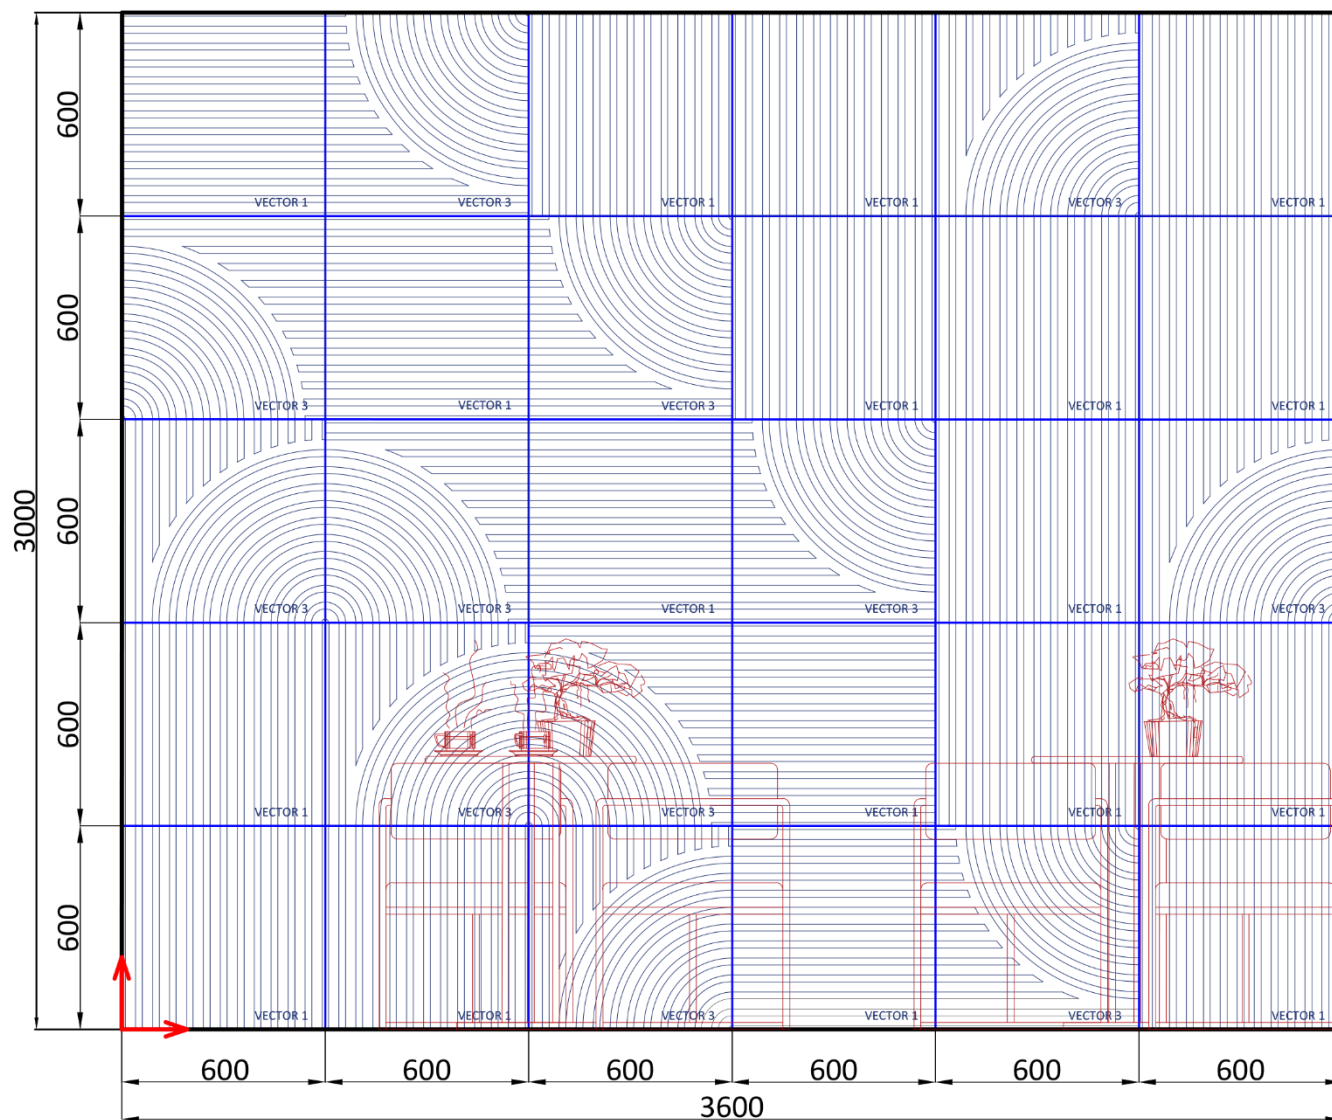 600
VECTOR 1 VECTOR 3 VECTOR 1 VECTOR 1 VECTOR 3 VECTOR 1
600
VECTOR 3 VECTOR 1 VECTOR 3 VECTOR 1 VECTOR 1 VECTOR 1
3000
600
VECTOR 3 VECTOR 3 VECTOR 1 VECTOR 3 VECTOR 1 VECTOR 3
600
VECTOR 1 VECTOR 3 VECTOR 3 VECTOR 1 VECTOR 1 VECTOR 1
600
VECTOR 1 VECTOR 1 VECTOR 3 VECTOR 1 VECTOR 3 VECTOR 1
600 600 600 600 600 600
3600